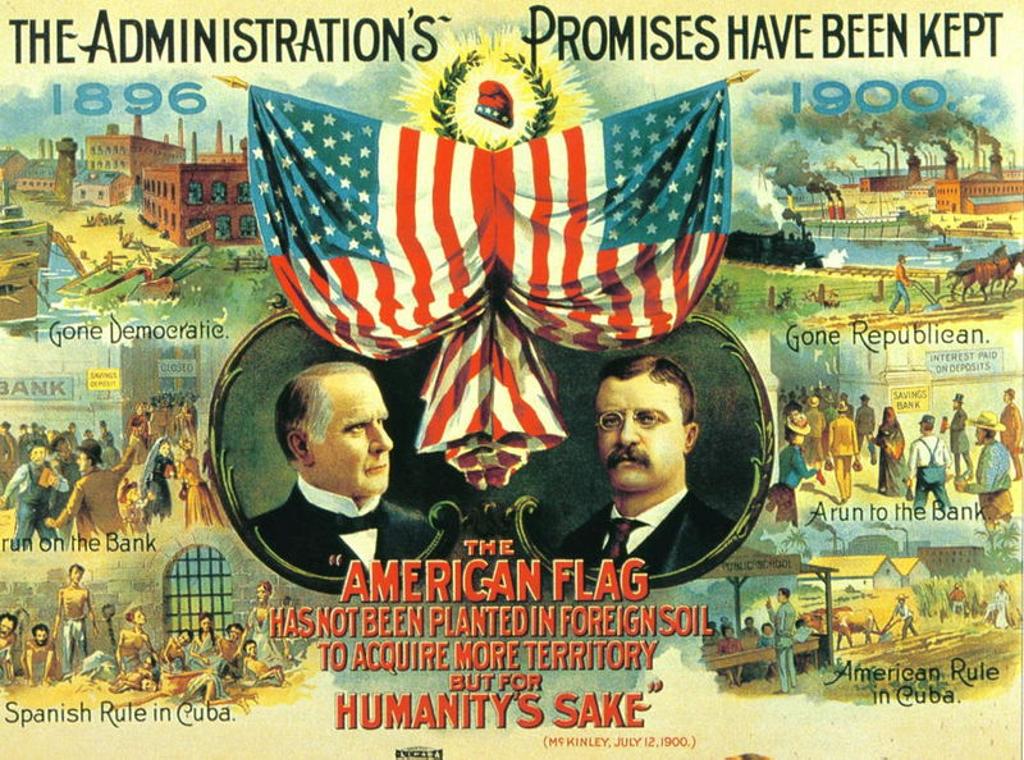 THE ADMINISTRATION'S PROMISES HAVE BEEN KEPT
1896
1900.
Gone Democratic.
Gone Republican.
BANK
SAVINGS
DEPOSIT
CLOSED
INTEREST PAID
ON DEPOSITS
SAVINGS
BANK
run on the Bank
A run to the Bank
PUBLIC SCHOOL
THE
"AMERICAN FLAG
HAS NOT BEEN PLANTED IN FOREIGN SOIL
TO ACQUIRE MORE TERRITORY
BUT FOR
HUMANITY'S SAKE"
(McKINLEY, JULY 12, 1900.)
Spanish Rule in Cuba.
American Rule
in Cuba.